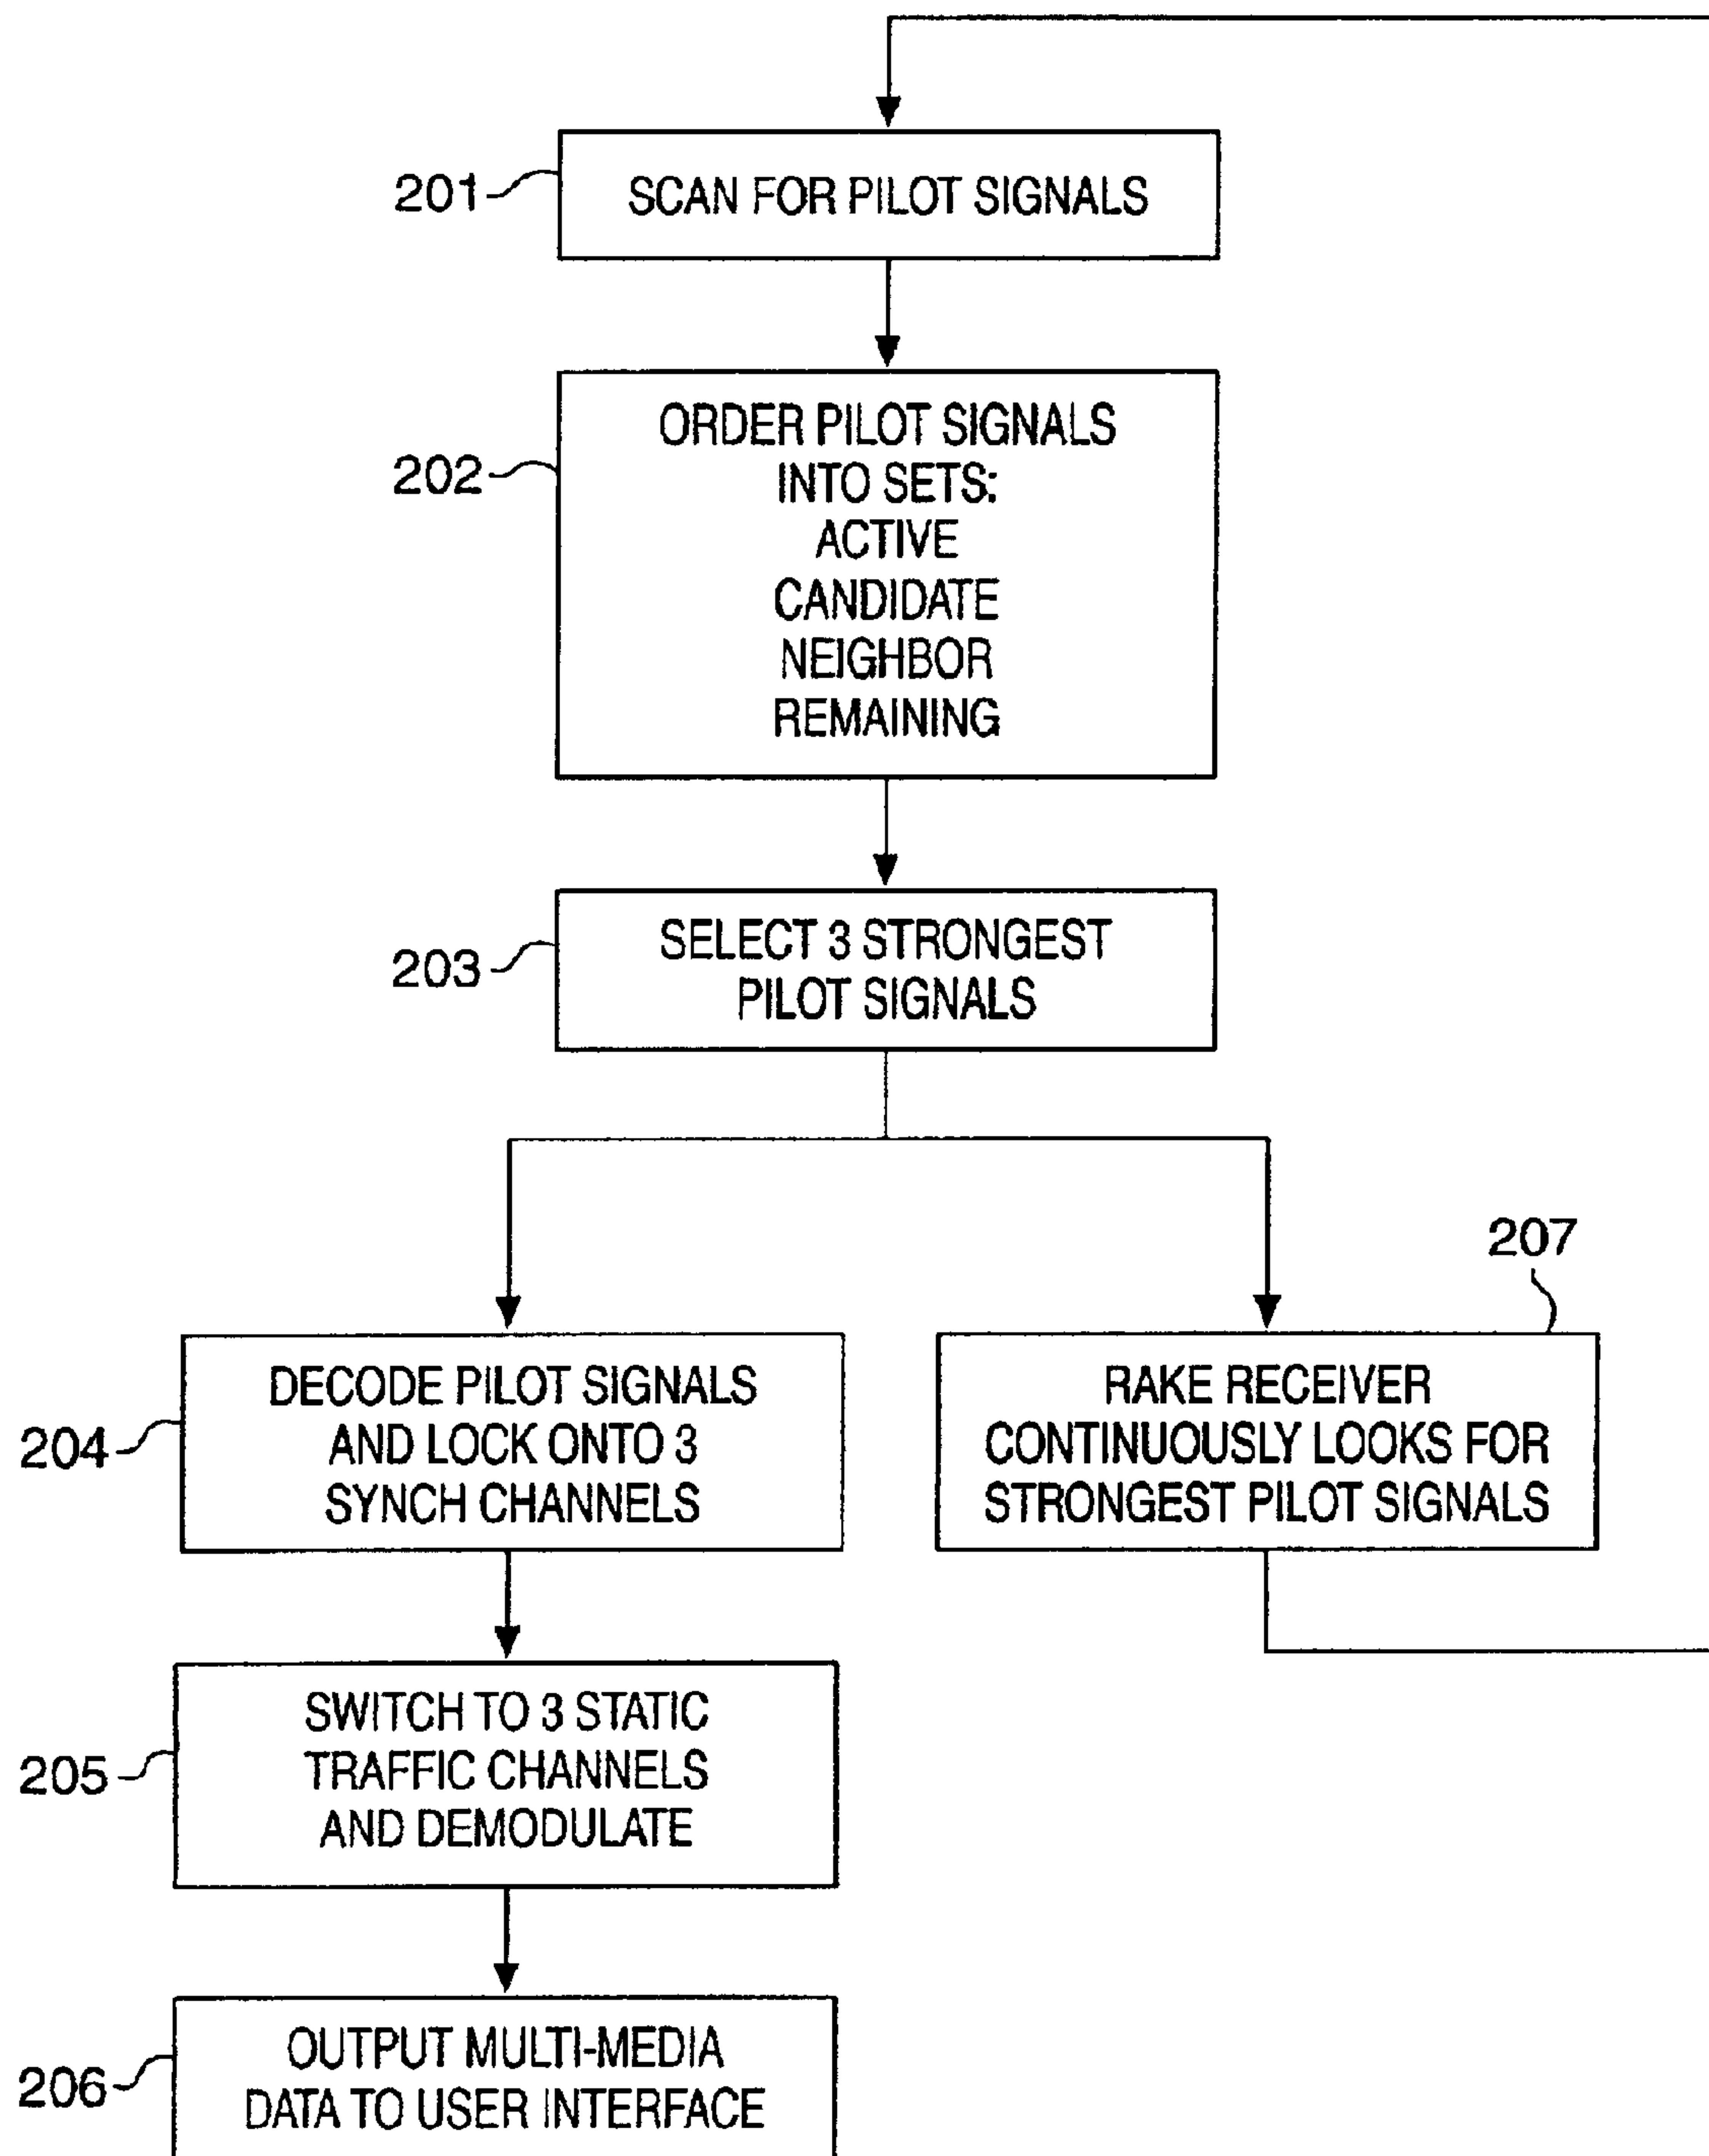 201
SCAN FOR PILOT SIGNALS
202
ORDER PILOT SIGNALS
INTO SETS:
ACTIVE
CANDIDATE
NEIGHBOR
REMAINING
203
SELECT 3 STRONGEST
PILOT SIGNALS
204
DECODE PILOT SIGNALS
AND LOCK ONTO 3
SYNCH CHANNELS
207
RAKE RECEIVER
CONTINUOUSLY LOOKS FOR
STRONGEST PILOT SIGNALS
205
SWITCH TO 3 STATIC
TRAFFIC CHANNELS
AND DEMODULATE
206
OUTPUT MULTI-MEDIA
DATA TO USER INTERFACE